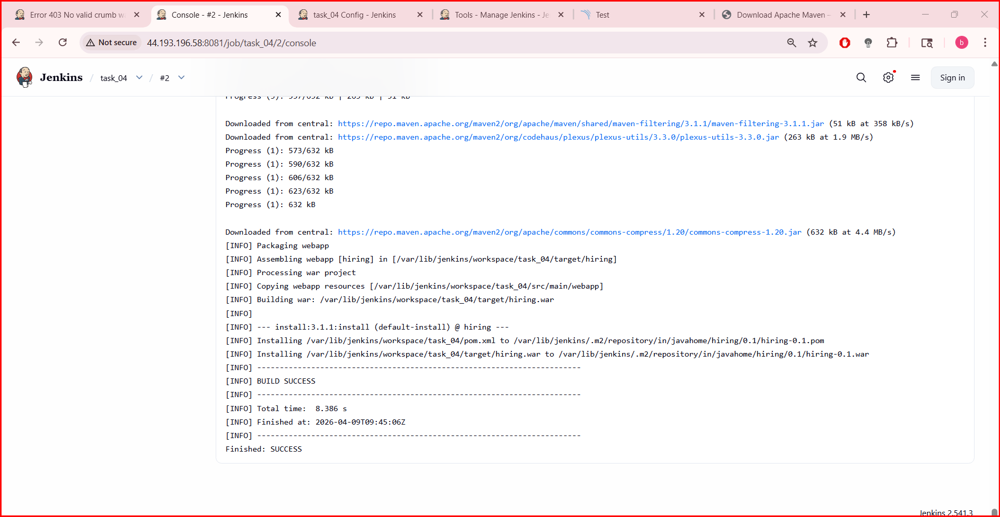 Error 403 No valid crumb w
Console - #2 - Jenkins
task_04 Config - Jenkins
Tools - Manage Jenkins - Je
Test
Download Apache Maven –
Not secure
44.193.196.58:8081/job/task_04/2/console
b
Jenkins / task_04 / #2
Sign in
Progress (3): 557/632 kB | 263 kB | 51 kB
Downloaded from central: https://repo.maven.apache.org/maven2/org/apache/maven/shared/maven-filtering/3.1.1/maven-filtering-3.1.1.jar (51 kB at 358 kB/s)
Downloaded from central: https://repo.maven.apache.org/maven2/org/codehaus/plexus/plexus-utils/3.3.0/plexus-utils-3.3.0.jar (263 kB at 1.9 MB/s)
Progress (1): 573/632 kB
Progress (1): 590/632 kB
Progress (1): 606/632 kB
Progress (1): 623/632 kB
Progress (1): 632 kB
Downloaded from central: https://repo.maven.apache.org/maven2/org/apache/commons/commons-compress/1.20/commons-compress-1.20.jar (632 kB at 4.4 MB/s)
[INFO] Packaging webapp
[INFO] Assembling webapp [hiring] in [/var/lib/jenkins/workspace/task_04/target/hiring]
[INFO] Processing war project
[INFO] Copying webapp resources [/var/lib/jenkins/workspace/task_04/src/main/webapp]
[INFO] Building war: /var/lib/jenkins/workspace/task_04/target/hiring.war
[INFO]
[INFO] --- install:3.1.1:install (default-install) @ hiring ---
[INFO] Installing /var/lib/jenkins/workspace/task_04/pom.xml to /var/lib/jenkins/.m2/repository/in/javahome/hiring/0.1/hiring-0.1.pom
[INFO] Installing /var/lib/jenkins/workspace/task_04/target/hiring.war to /var/lib/jenkins/.m2/repository/in/javahome/hiring/0.1/hiring-0.1.war
[INFO] ------------------------------------------------------------------------
[INFO] BUILD SUCCESS
[INFO] ------------------------------------------------------------------------
[INFO] Total time:  8.386 s
[INFO] Finished at: 2026-04-09T09:45:06Z
[INFO] ------------------------------------------------------------------------
Finished: SUCCESS
Jenkins 2.541.3